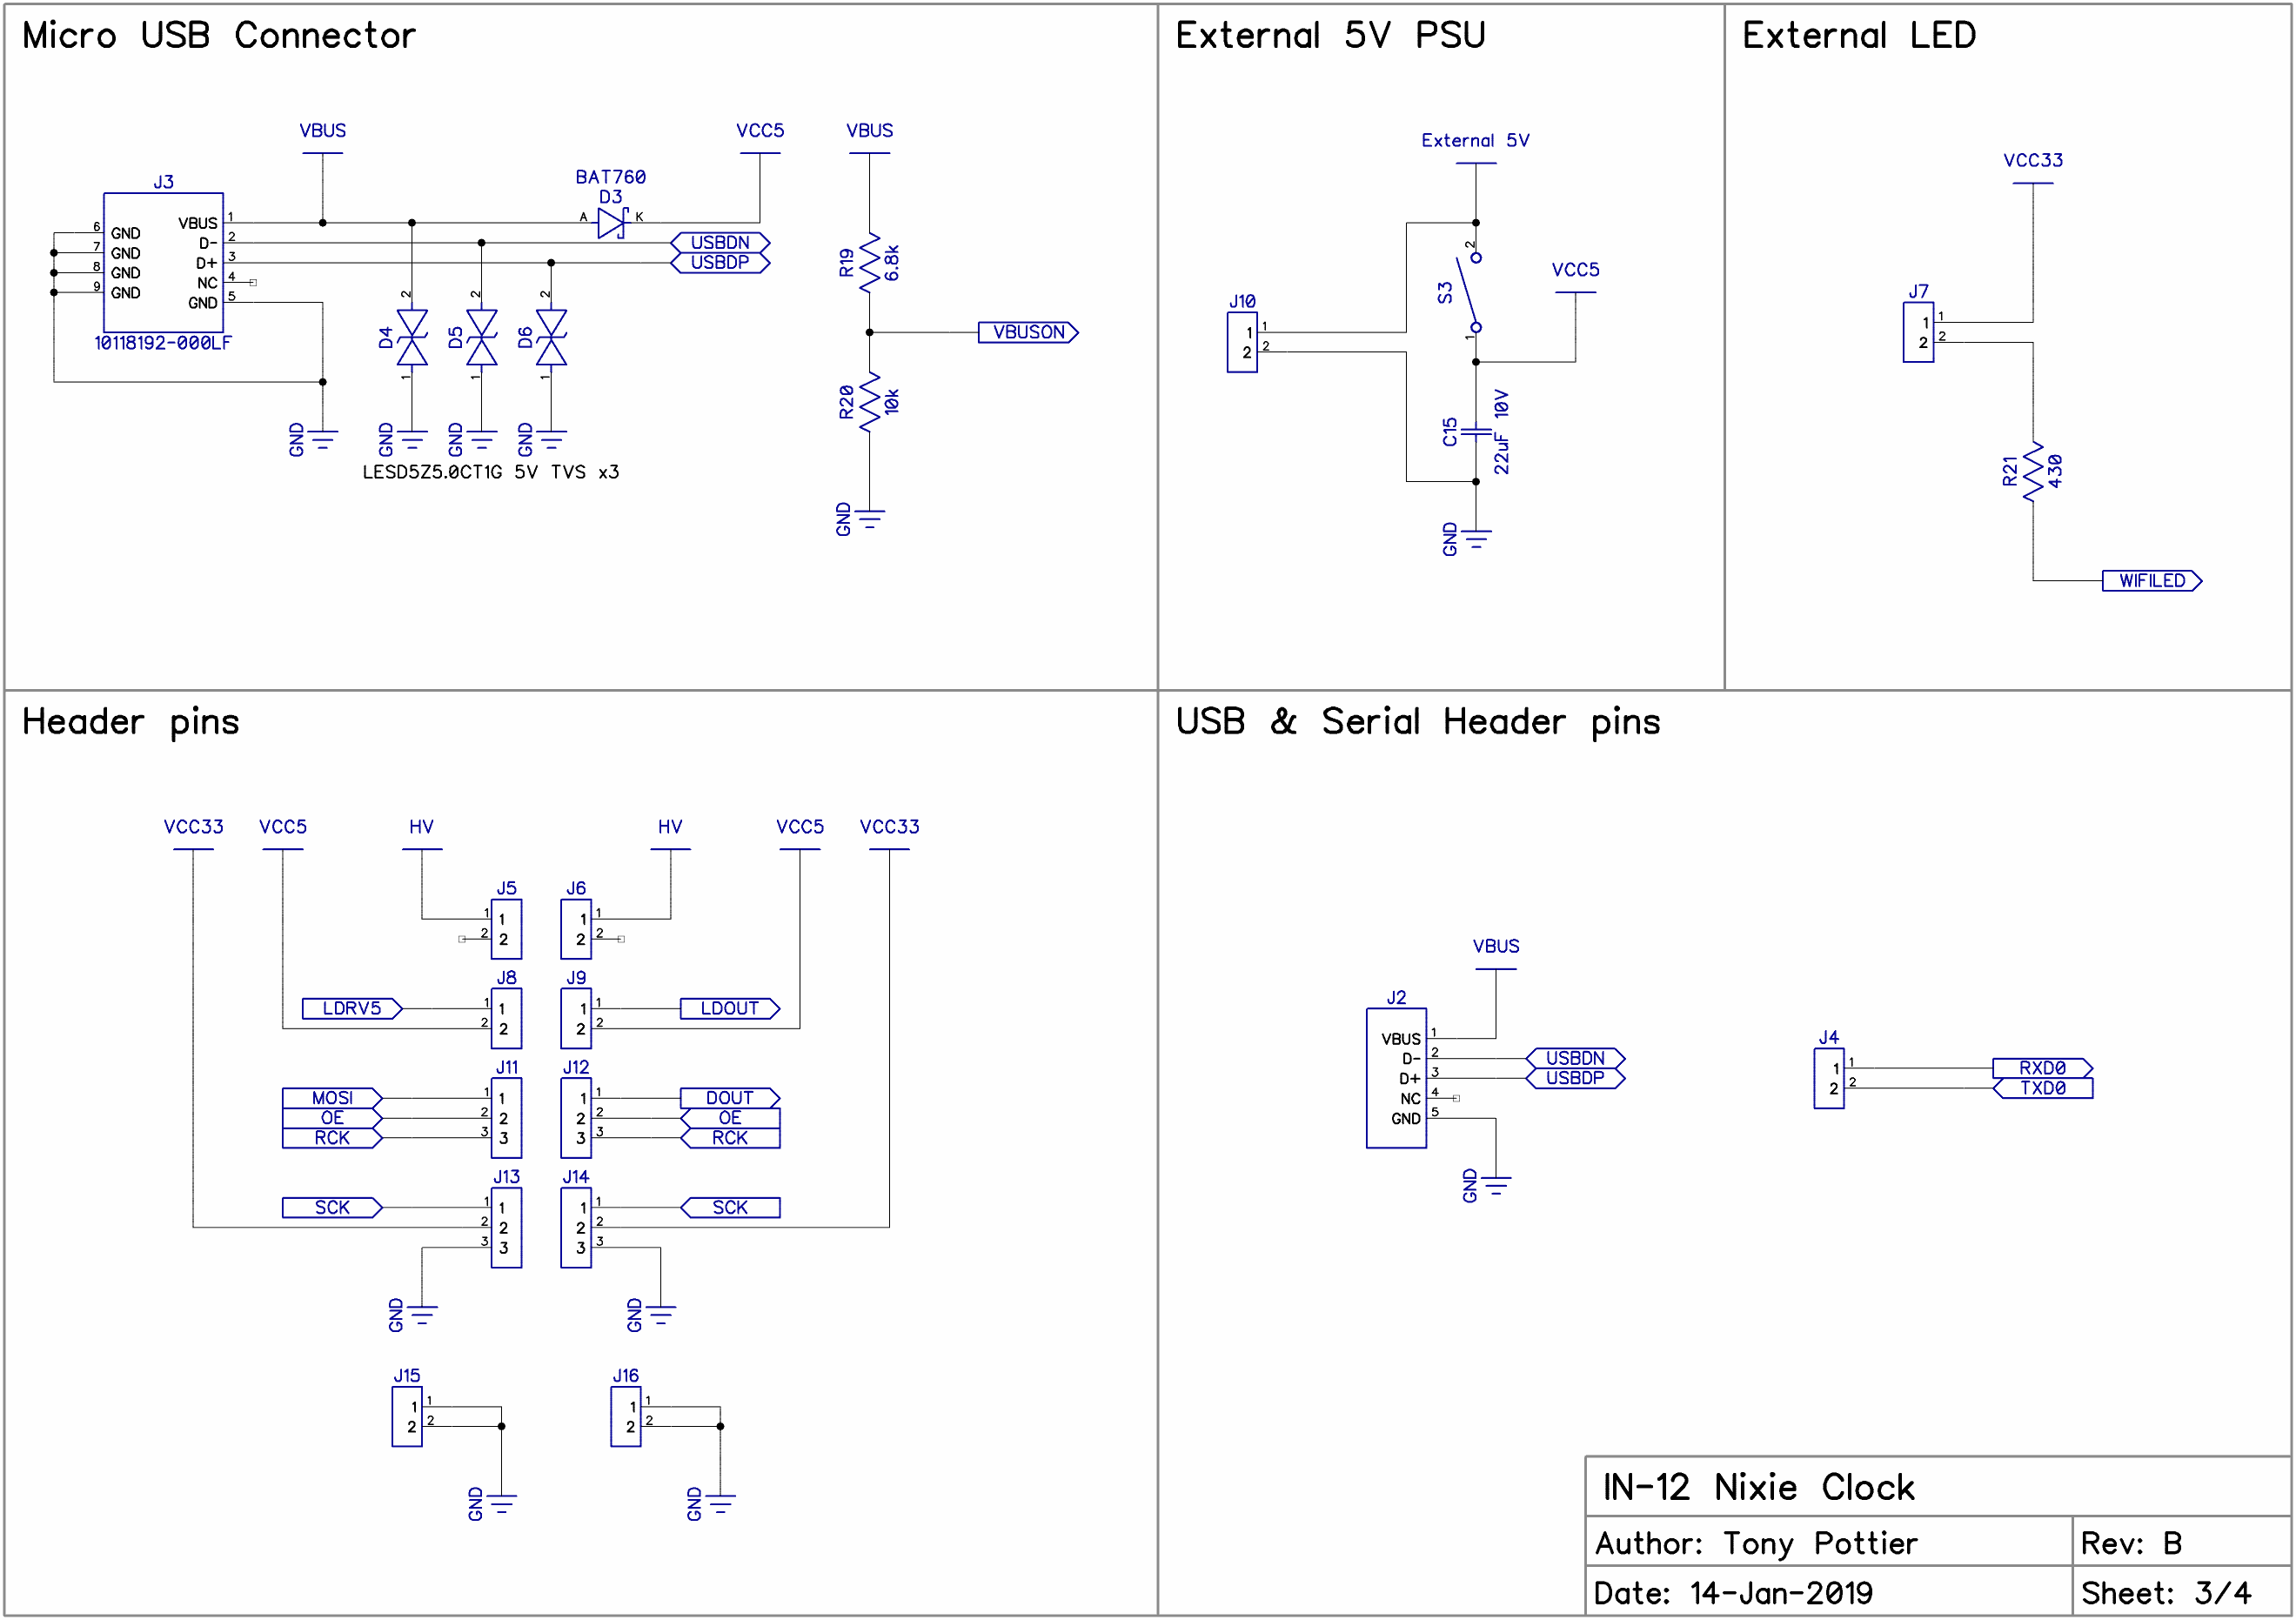 Micro USB Connector
VBUS
VCC5
VBUS
BAT760
D3
A
K
J3
VBUS 1
D- 2
D+ 3
NC 4
GND 5
6 GND
7 GND
8 GND
9 GND
10118192-000LF
USBDN
USBDP
2
D4
1
2
D5
1
2
D6
1
GND
GND
GND
GND
LESD5Z5.0CT1G 5V TVS x3
R19
6.8k
VBUSON
R20
10k
GND
External 5V PSU
External 5V
2
S3
1
VCC5
J10
1 1
2 2
C15
22uF 10V
GND
External LED
VCC33
J7
1 1
2 2
R21
430
WIFILED
Header pins
VCC33
VCC5
HV
HV
VCC5
VCC33
J5
1 1
2 2
J6
1 1
2 2
J8
LDRV5
1 1
2 2
J9
1 1
2 2
LDOUT
J11
MOSI 1 1
OE 2 2
RCK 3 3
J12
1 1 DOUT
2 2 OE
3 3 RCK
J13
SCK 1 1
2 2
3 3
GND
J14
1 1 SCK
2 2
3 3
GND
J15
1 1
2 2
GND
J16
1 1
2 2
GND
USB & Serial Header pins
VBUS
J2
VBUS 1
D- 2 USBDN
D+ 3 USBDP
NC 4
GND 5
GND
J4
1 1 RXD0
2 2 TXD0
IN-12 Nixie Clock
Author: Tony Pottier
Rev: B
Date: 14-Jan-2019
Sheet: 3/4